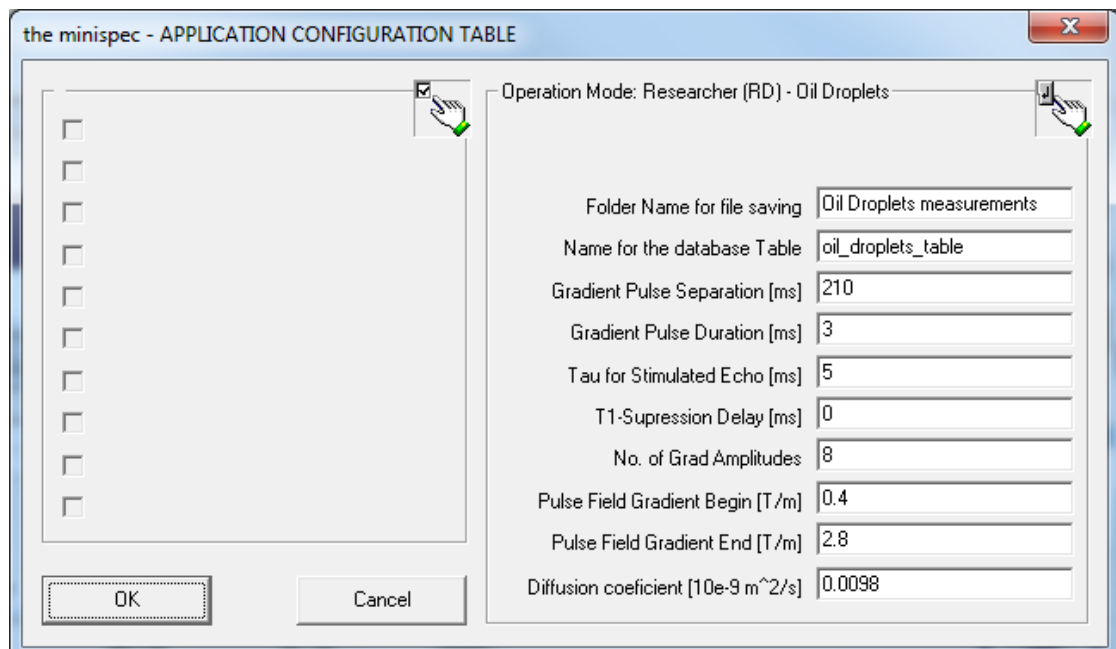 the minispec - APPLICATION CONFIGURATION TABLE
Operation Mode: Researcher (RD) - Oil Droplets
Folder Name for file saving Oil Droplets measurements
Name for the database Table oil_droplets_table
Gradient Pulse Separation [ms] 210
Gradient Pulse Duration [ms] 3
Tau for Stimulated Echo [ms] 5
T1-Supression Delay [ms] 0
No. of Grad Amplitudes 8
Pulse Field Gradient Begin [T/m] 0.4
Pulse Field Gradient End [T/m] 2.8
Diffusion coeficient [10e-9 m^2/s] 0.0098
OK Cancel